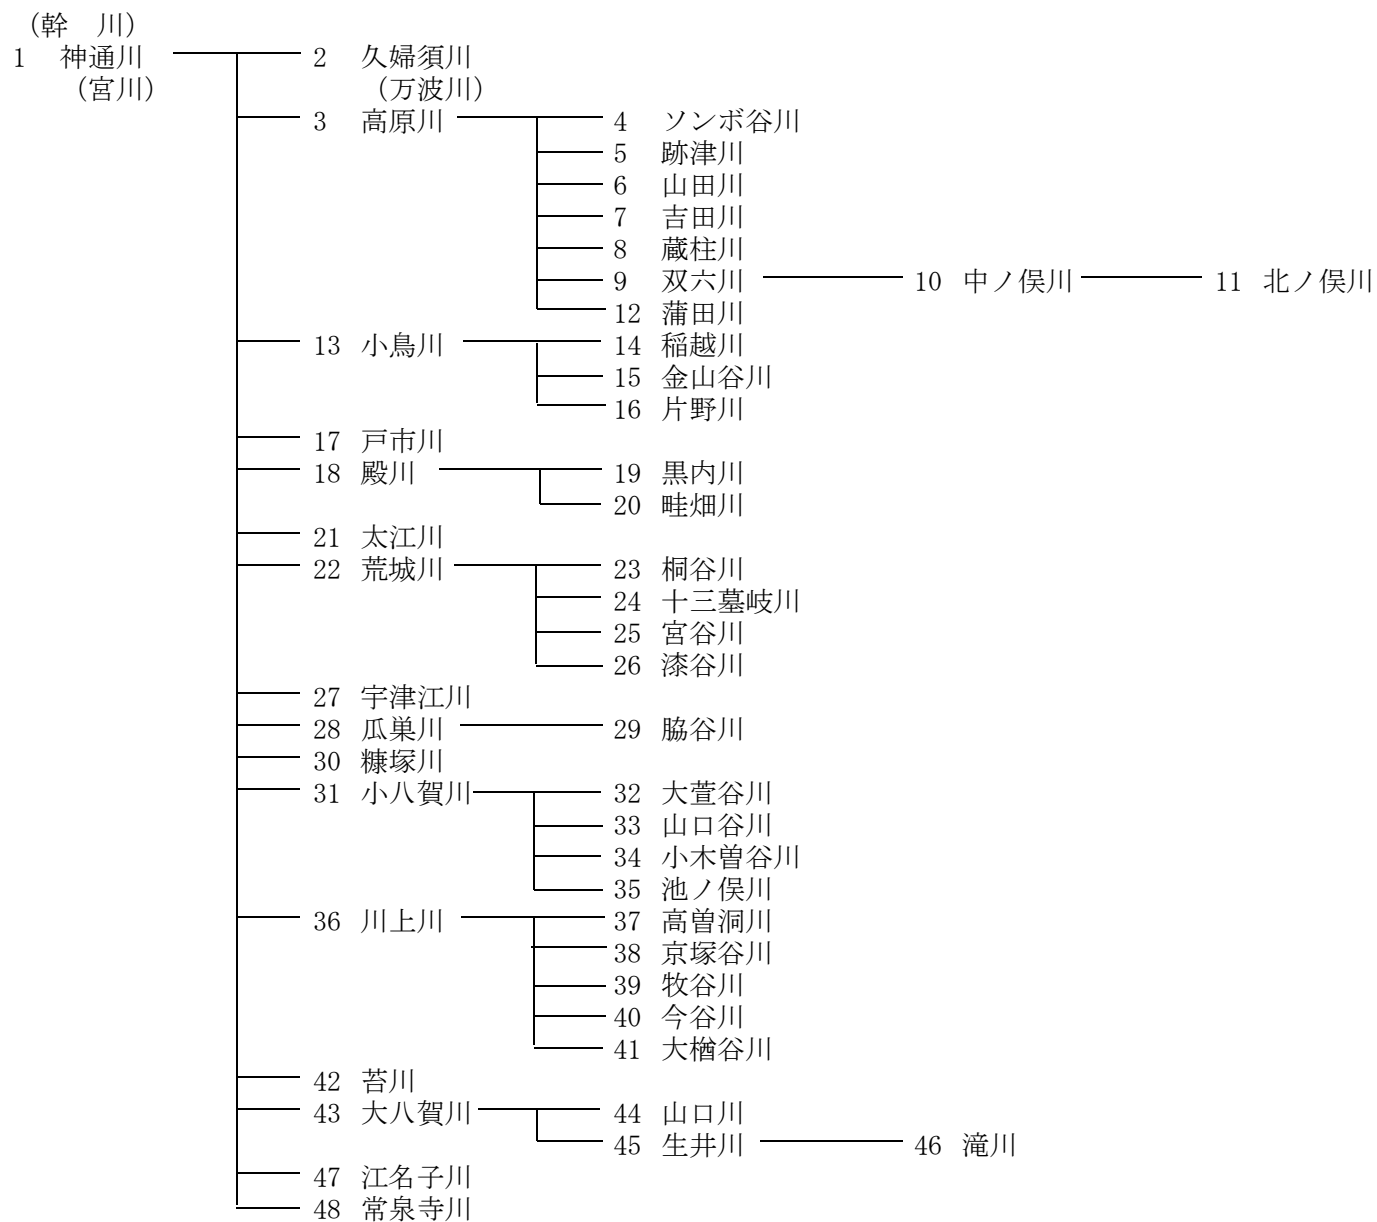 （幹　川）
1 神通川 2 久婦須川
（宮川） （万波川）
3 高原川 4 ソンボ谷川
5 跡津川
6 山田川
7 吉田川
8 蔵柱川
9 双六川 10 中ノ俣川 11 北ノ俣川
12 蒲田川
13 小鳥川 14 稲越川
15 金山谷川
16 片野川
17 戸市川
18 殿川 19 黒内川
20 畦畑川
21 太江川
22 荒城川 23 桐谷川
24 十三墓岐川
25 宮谷川
26 漆谷川
27 宇津江川
28 瓜巣川 29 脇谷川
30 糠塚川
31 小八賀川 32 大萱谷川
33 山口谷川
34 小木曽谷川
35 池ノ俣川
36 川上川 37 高曽洞川
38 京塚谷川
39 牧谷川
40 今谷川
41 大楢谷川
42 苔川
43 大八賀川 44 山口川
45 生井川 46 滝川
47 江名子川
48 常泉寺川